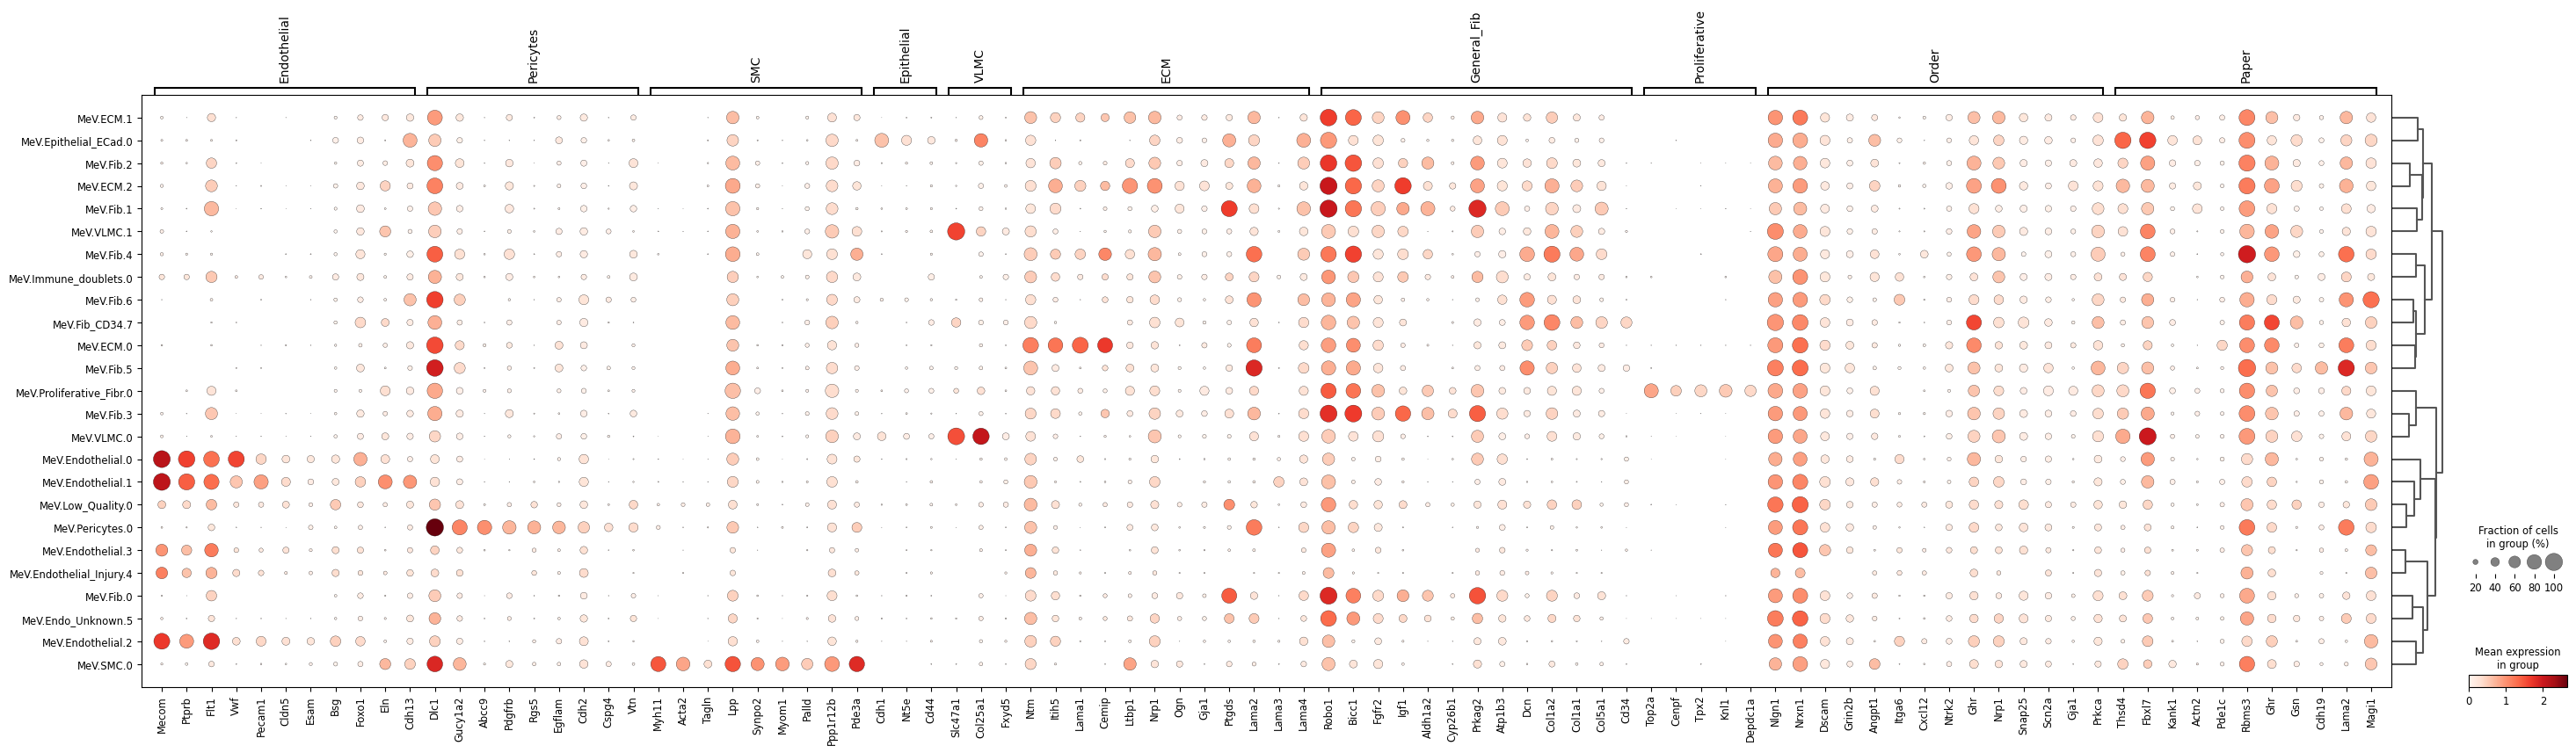 Endothelial
Pericytes
SMC
Epithelial
VLMC
ECM
General_Fib
Proliferative
Order
Paper
MeV.ECM.1
MeV.Epithelial_ECad.0
MeV.Fib.2
MeV.ECM.2
MeV.Fib.1
MeV.VLMC.1
MeV.Fib.4
MeV.Immune_doublets.0
MeV.Fib.6
MeV.Fib_CD34.7
MeV.ECM.0
MeV.Fib.5
MeV.Proliferative_Fibr.0
MeV.Fib.3
MeV.VLMC.0
MeV.Endothelial.0
MeV.Endothelial.1
MeV.Low_Quality.0
MeV.Pericytes.0
MeV.Endothelial.3
MeV.Endothelial_Injury.4
MeV.Fib.0
MeV.Endo_Unknown.5
MeV.Endothelial.2
MeV.SMC.0
Mecom
Ptprb
Flt1
Vwf
Pecam1
Cldn5
Esam
Bsg
Foxo1
Eln
Cdh13
Dlc1
Gucy1a2
Abcc9
Pdgfrb
Rgs5
Egflam
Cdh2
Cspg4
Vtn
Myh11
Acta2
Tagln
Lpp
Synpo2
Myom1
Palld
Ppp1r12b
Pde3a
Cdh1
Nt5e
Cd44
Slc47a1
Col25a1
Fxyd5
Ntm
Itih5
Lama1
Cemip
Ltbp1
Nrp1
Ogn
Gja1
Ptgds
Lama2
Lama3
Lama4
Robo1
Bicc1
Fgfr2
Igf1
Aldh1a2
Cyp26b1
Prkag2
Atp1b3
Dcn
Col1a2
Col1a1
Col5a1
Cd34
Top2a
Cenpf
Tpx2
Knl1
Depdc1a
Nlgn1
Nrxn1
Dscam
Grin2b
Angpt1
Itga6
Cxcl12
Ntrk2
Ghr
Nrp1
Snap25
Scn2a
Gja1
Prkca
Thsd4
Fbxl7
Kank1
Actn2
Pde1c
Rbms3
Ghr
Gsn
Cdh19
Lama2
Magi1
Fraction of cells
in group (%)
20 40 60 80 100
Mean expression
in group
0 1 2